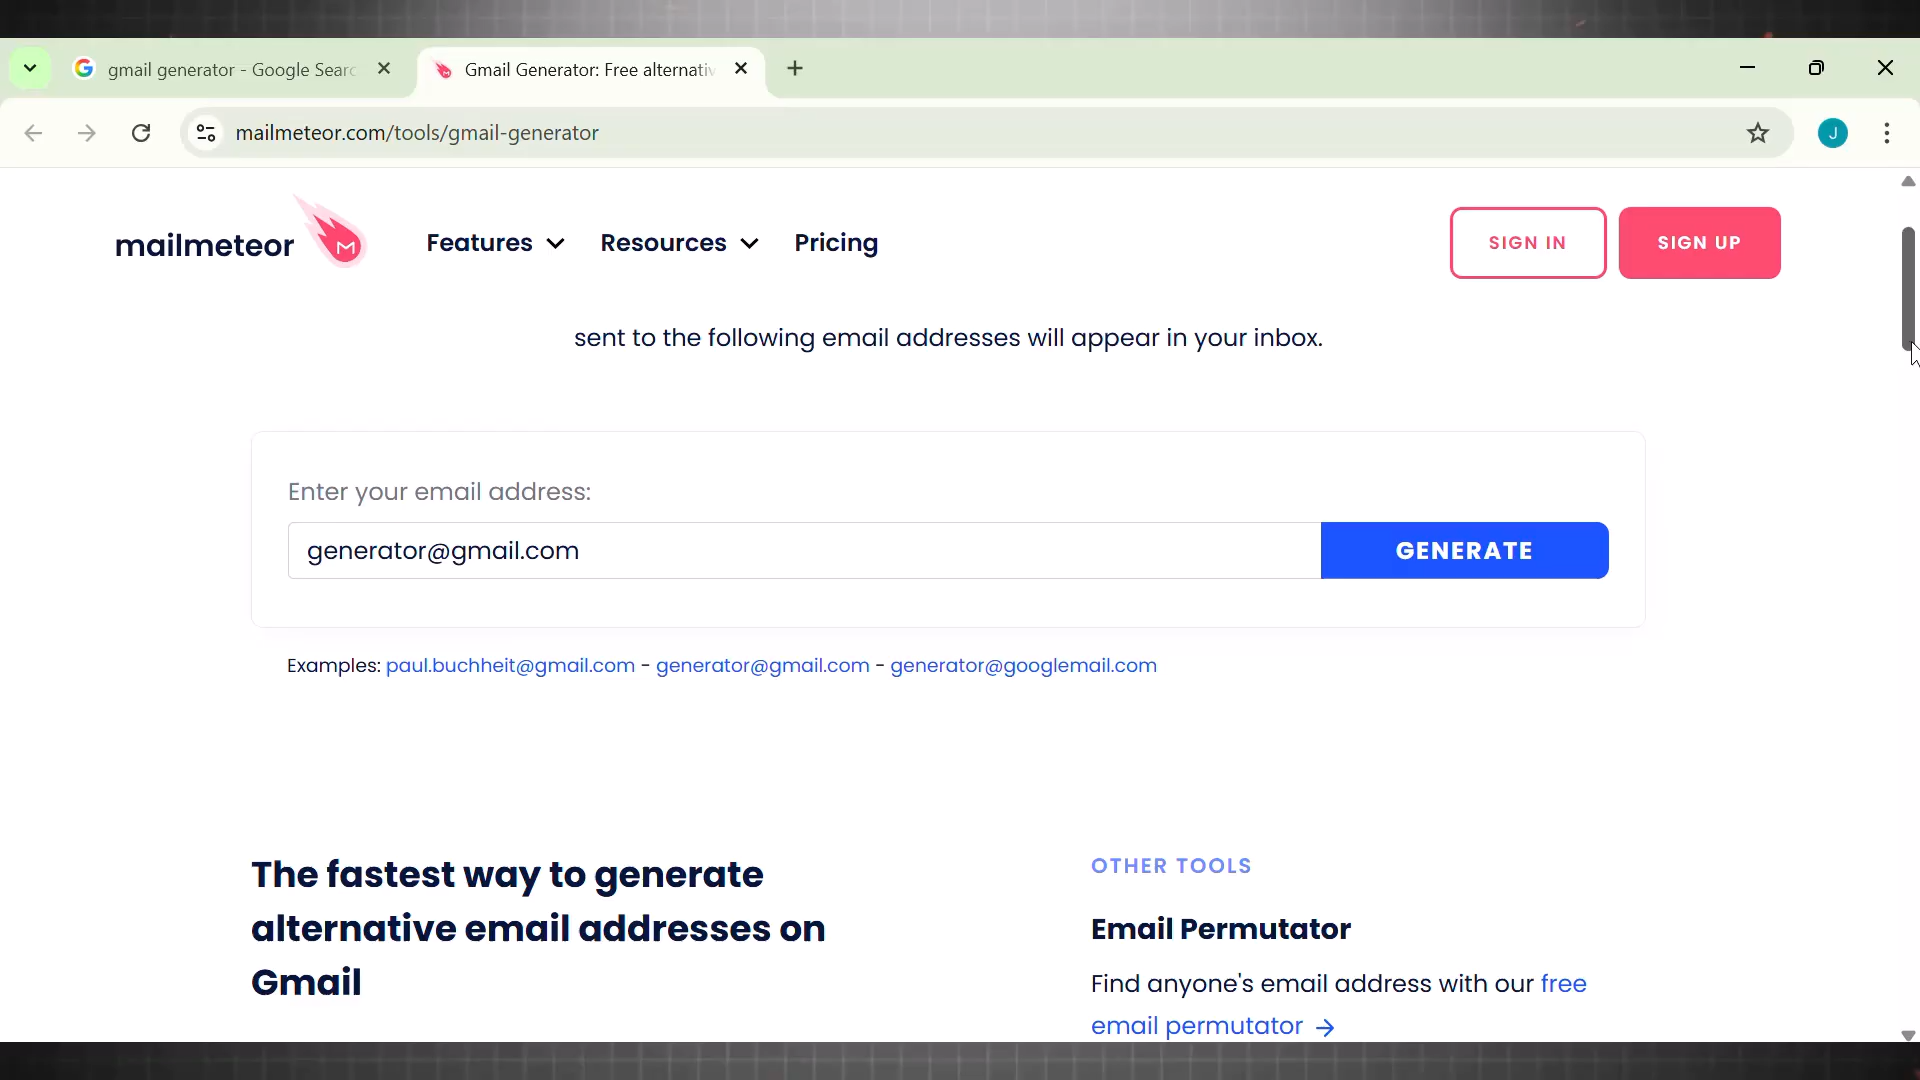 gmail generator - Google Searc
Gmail Generator: Free alternativ
mailmeteor.com/tools/gmail-generator
J
mailmeteor
M
Features
Resources
Pricing
SIGN IN
SIGN UP
sent to the following email addresses will appear in your inbox.
Enter your email address:
generator@gmail.com
GENERATE
Examples: paul.buchheit@gmail.com - generator@gmail.com - generator@googlemail.com
The fastest way to generate
alternative email addresses on
Gmail
OTHER TOOLS
Email Permutator
Find anyone's email address with our free
email permutator →